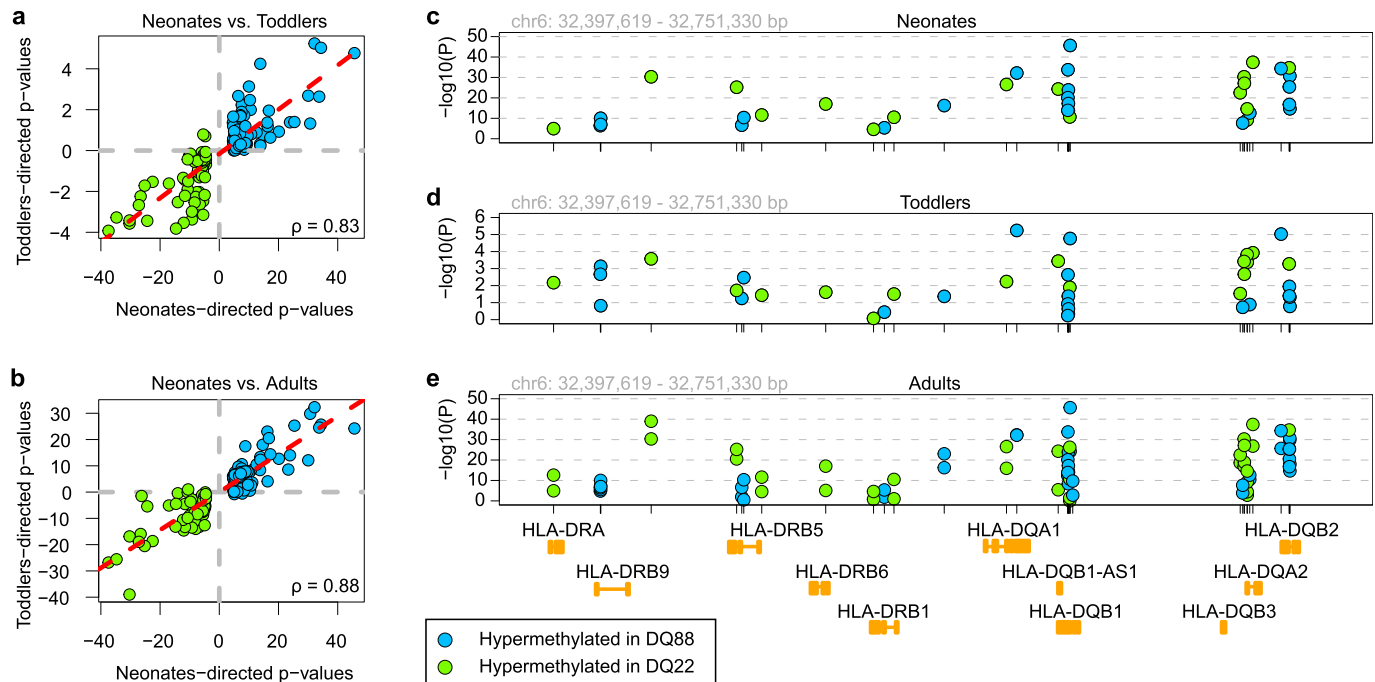 a
Neonates vs. Toddlers
Toddlers−directed p−values
4
2
0
−2
−4
ρ = 0.83
−40
−20
0
20
40
Neonates−directed p−values
b
Neonates vs. Adults
Toddlers−directed p−values
30
20
10
0
−10
−20
−30
−40
ρ = 0.88
−40
−20
0
20
40
Neonates−directed p−values
c
chr6: 32,397,619 - 32,751,330 bp
Neonates
−log10(P)
50
40
30
20
10
0
d
chr6: 32,397,619 - 32,751,330 bp
Toddlers
−log10(P)
6
5
4
3
2
1
0
e
chr6: 32,397,619 - 32,751,330 bp
Adults
−log10(P)
50
40
30
20
10
0
HLA-DRA
HLA-DRB5
HLA-DQA1
HLA-DQB2
HLA-DRB9
HLA-DRB6
HLA-DQB1-AS1
HLA-DQA2
HLA-DRB1
HLA-DQB1
HLA-DQB3
Hypermethylated in DQ88
Hypermethylated in DQ22